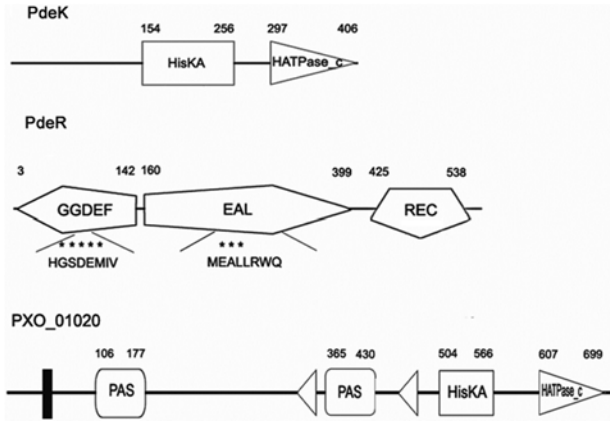 PdeK
154 256 297 406
HisKA HATPase_c
PdeR
3 142 160 399 425 538
GGDEF EAL REC
***** ***
HGSDEMIV MEALLRWQ
PXO_01020
106 177 365 430 504 566 607 699
PAS PAS HisKA HATPase_c